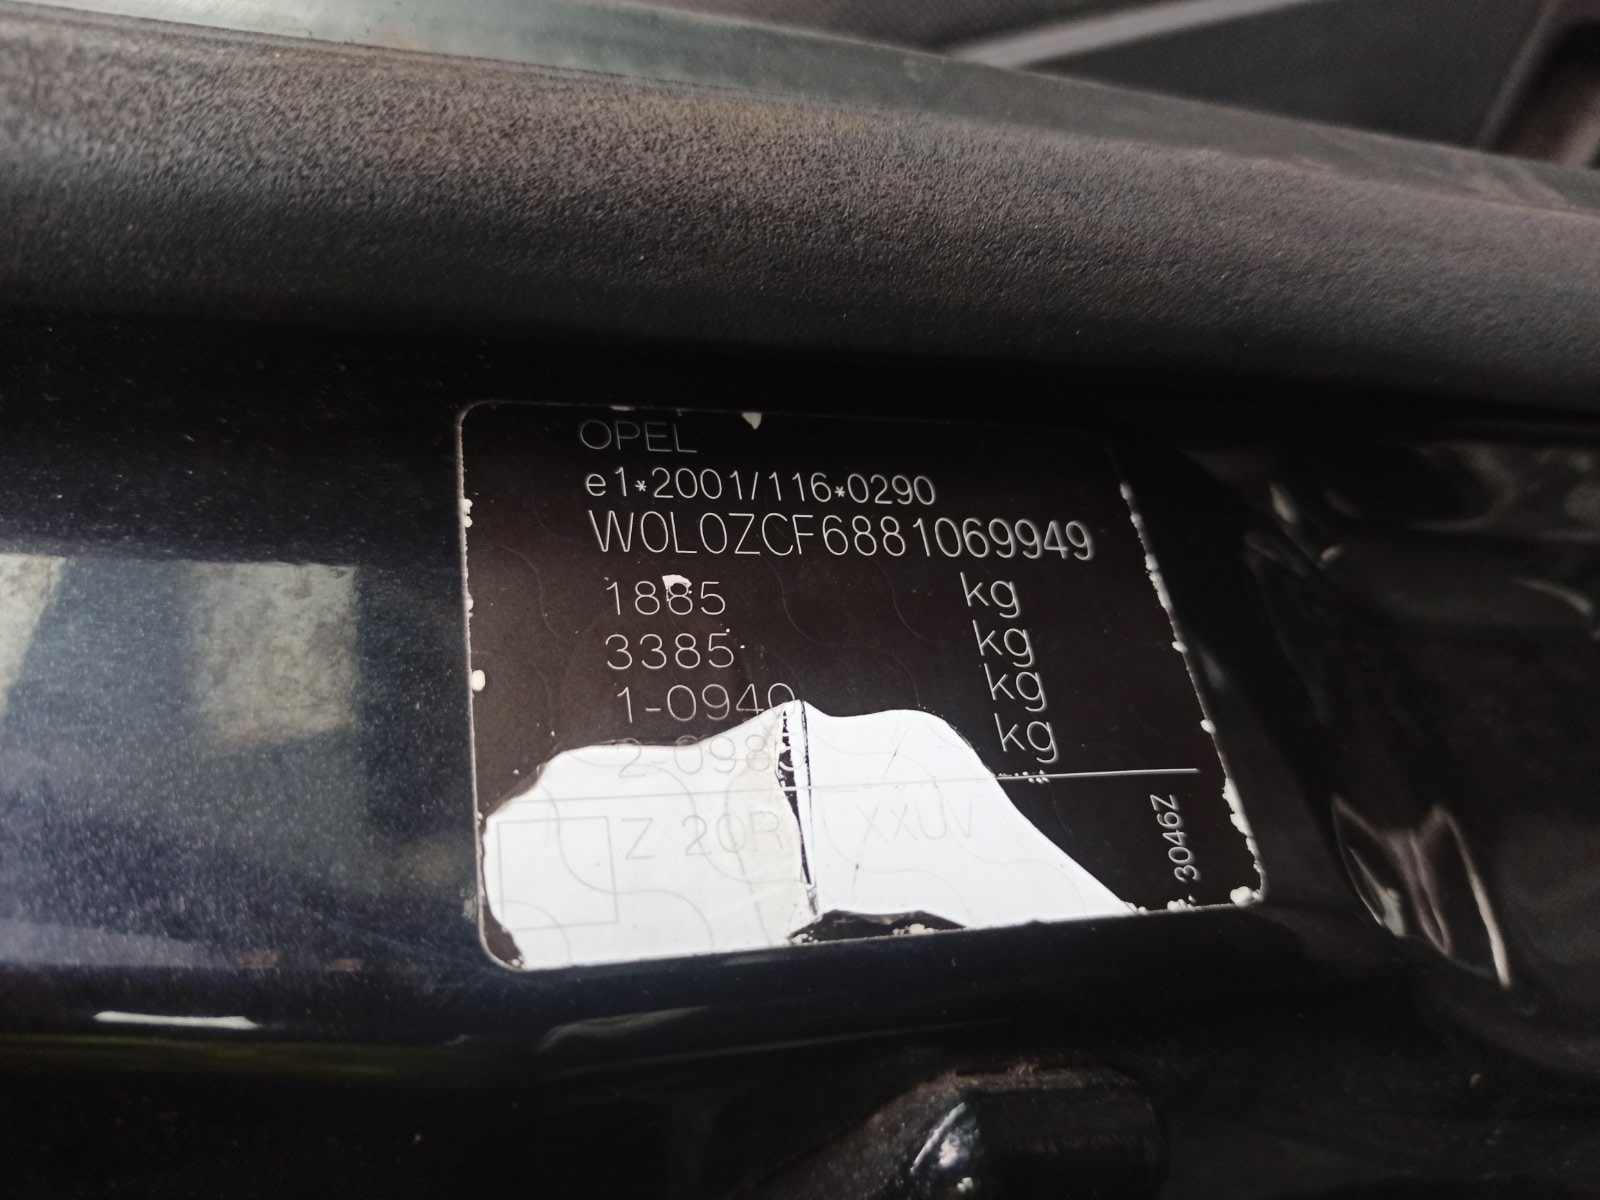 OPEL
e1*2001/116*0290
W0L0ZCF6881069949
1885 kg
3385 kg
1-0940 kg
kg
Z 20R XXUV
3046Z